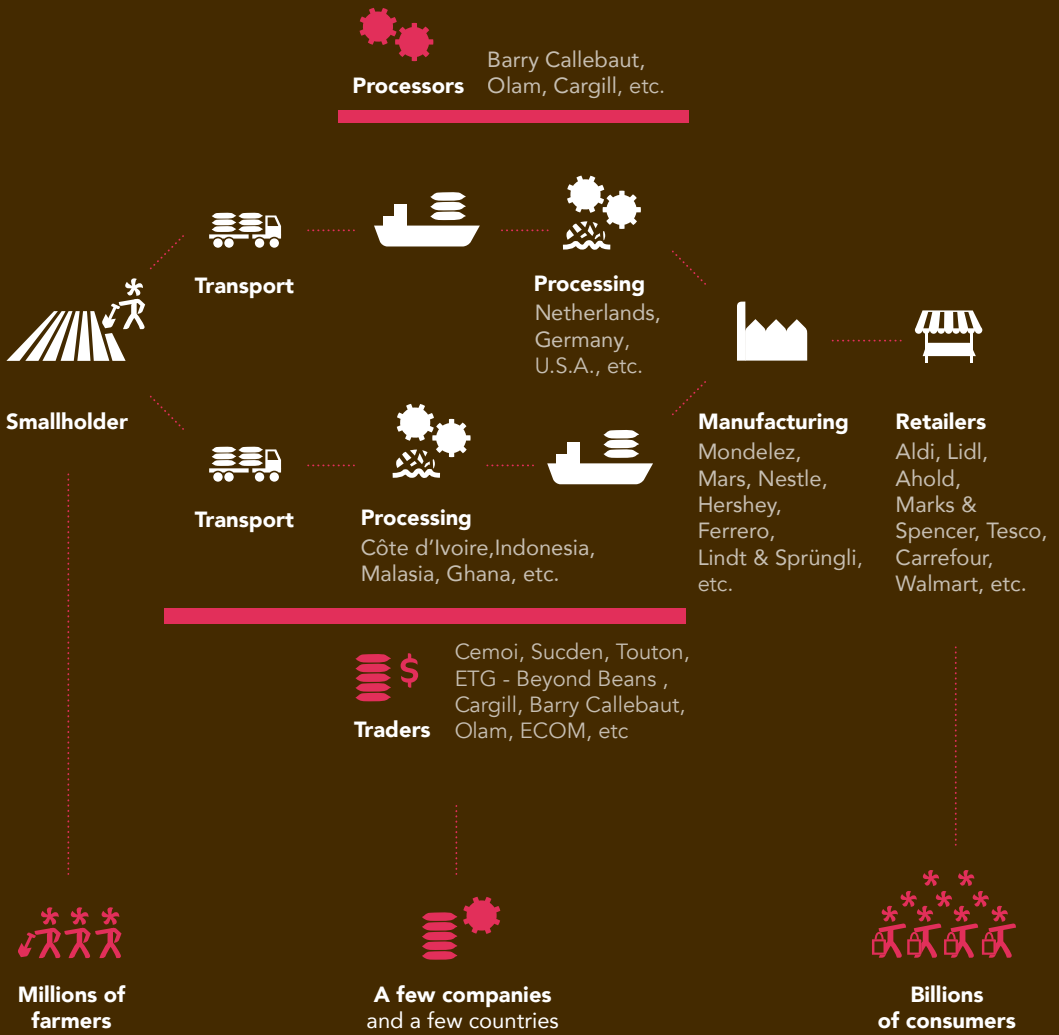 Processors
Barry Callebaut,
Olam, Cargill, etc.
Transport
Processing
Netherlands,
Germany,
U.S.A., etc.
Smallholder
Transport
Processing
Côte d'Ivoire,Indonesia,
Malasia, Ghana, etc.
Manufacturing
Mondelez,
Mars, Nestle,
Hershey,
Ferrero,
Lindt & Sprüngli,
etc.
Retailers
Aldi, Lidl,
Ahold,
Marks &
Spencer, Tesco,
Carrefour,
Walmart, etc.
$
Traders
Cemoi, Sucden, Touton,
ETG - Beyond Beans ,
Cargill, Barry Callebaut,
Olam, ECOM, etc
Millions of
farmers
A few companies
and a few countries
Billions
of consumers